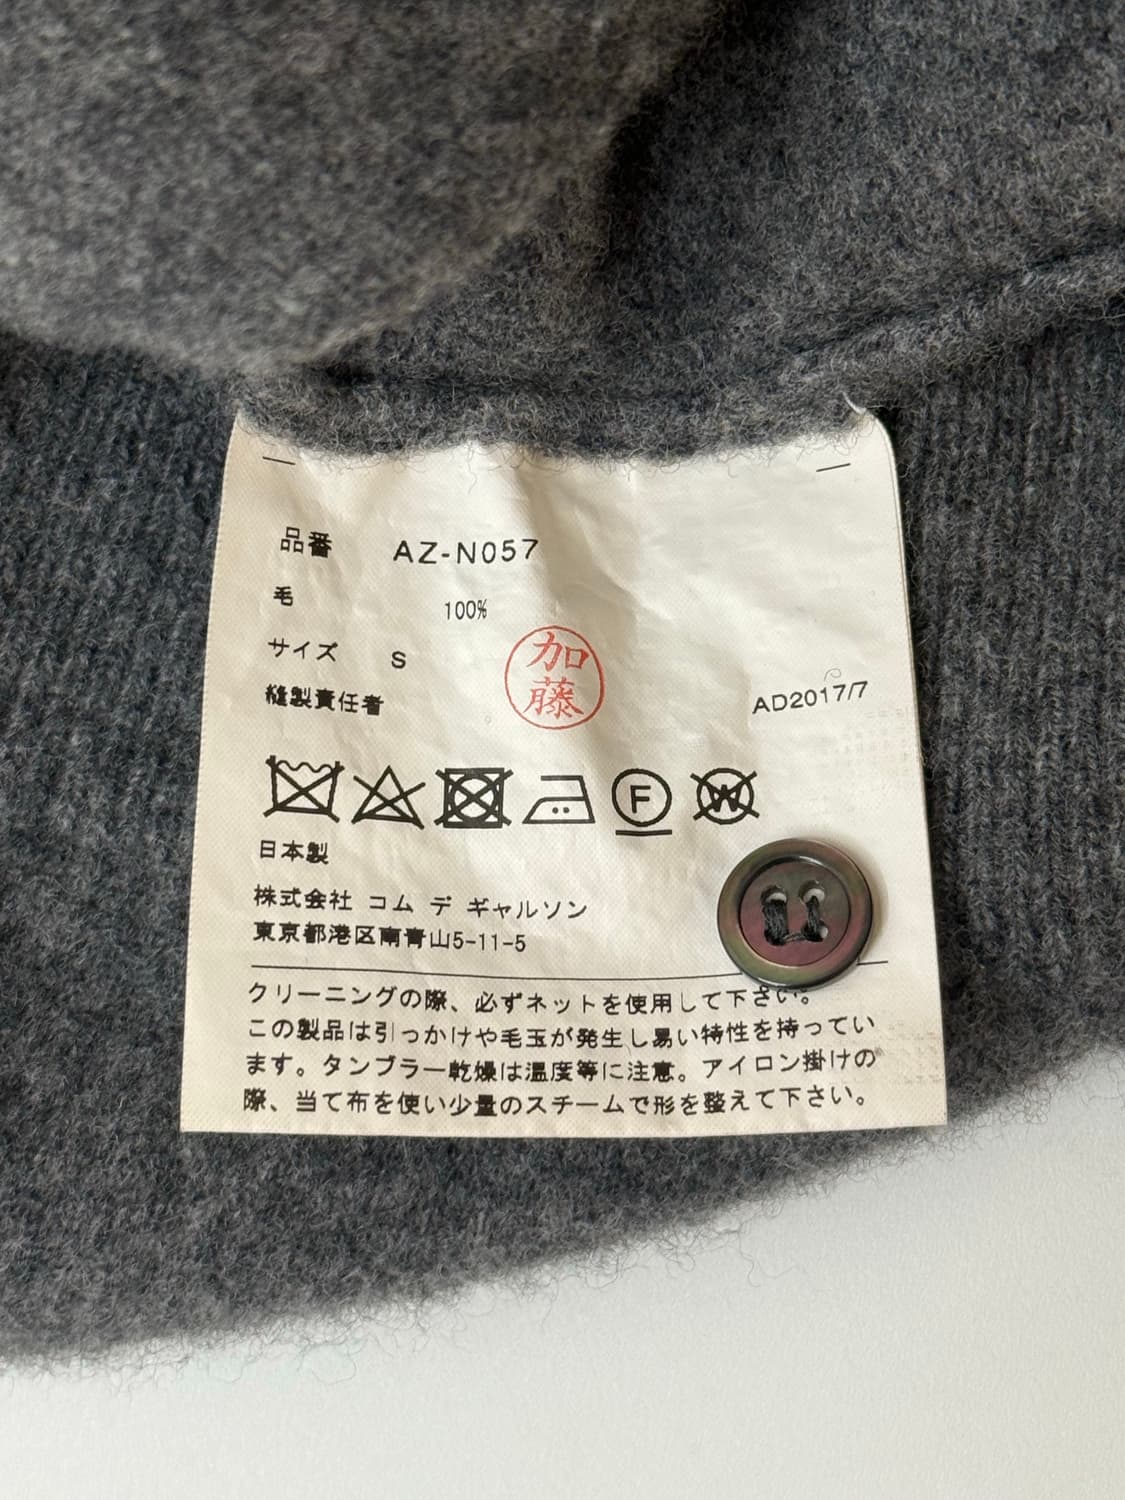 品番 AZ-N057
毛 100%
サイズ S
縫製責任者 加藤
AD2017/7
F W
日本製
株式会社 コム デ ギャルソン
東京都港区南青山5-11-5
クリーニングの際、必ずネットを使用して下さい。
この製品は引っかけや毛玉が発生し易い特性を持ってい
ます。タンブラー乾燥は温度等に注意。アイロン掛けの
際、当て布を使い少量のスチームで形を整えて下さい。